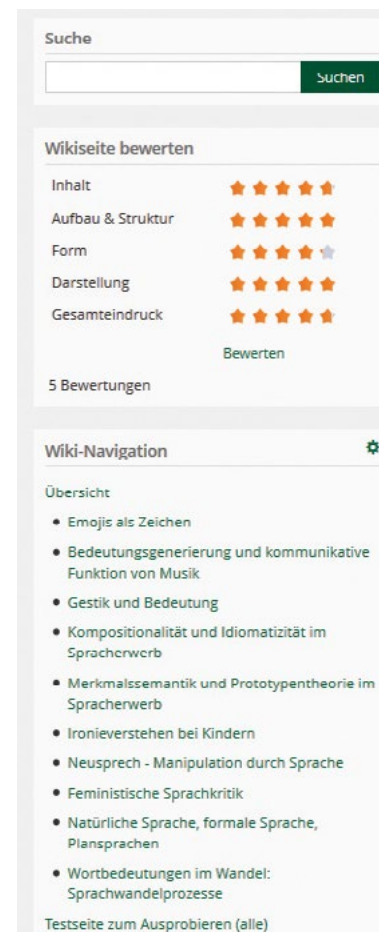 Suche
Suchen
Wikiseite bewerten
Inhalt
Aufbau & Struktur
Form
Darstellung
Gesamteindruck
Bewerten
5 Bewertungen
Wiki-Navigation
Übersicht
• Emojis als Zeichen
• Bedeutungsgenerierung und kommunikative
Funktion von Musik
• Gestik und Bedeutung
• Kompositionalität und Idiomatizität im
Spracherwerb
• Merkmalssemantik und Prototypentheorie im
Spracherwerb
• Ironieverstehen bei Kindern
• Neusprech - Manipulation durch Sprache
• Feministische Sprachkritik
• Natürliche Sprache, formale Sprache,
Plansprachen
• Wortbedeutungen im Wandel:
Sprachwandelprozesse
Testseite zum Ausprobieren (alle)